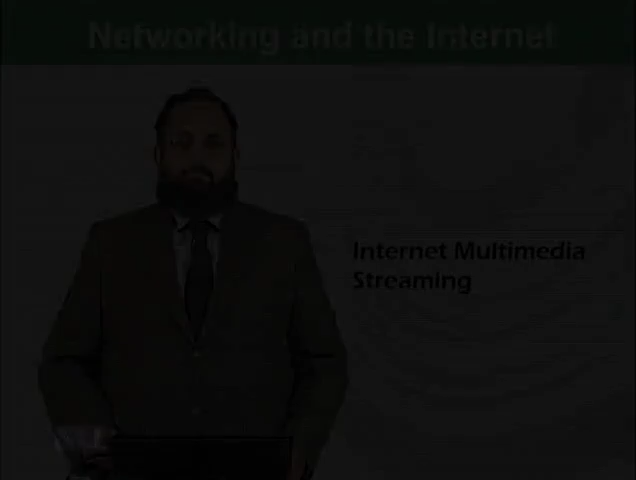 Networking and the Internet
Internet Multimedia
Streaming